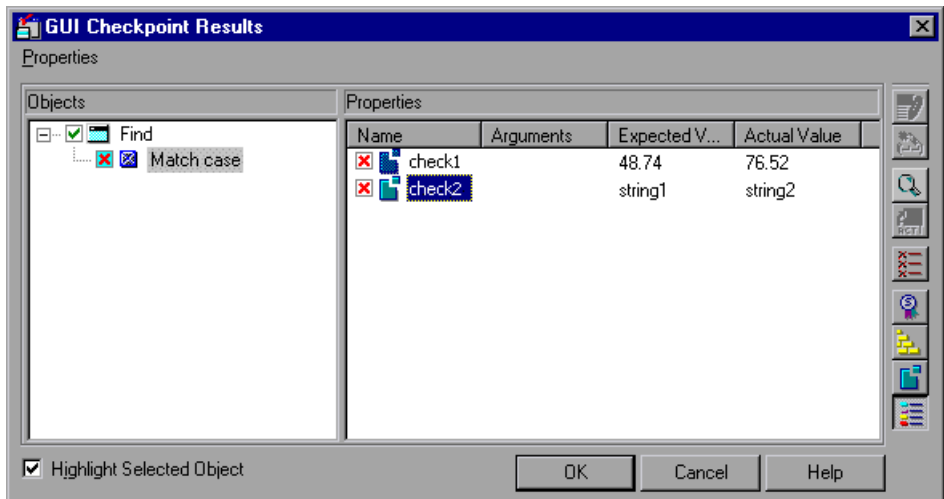 GUI Checkpoint Results
Properties
Objects
Properties
Find
Match case
Name Arguments Expected V... Actual Value
check1 48.74 76.52
check2 string1 string2
ACT
Highlight Selected Object
OK Cancel Help